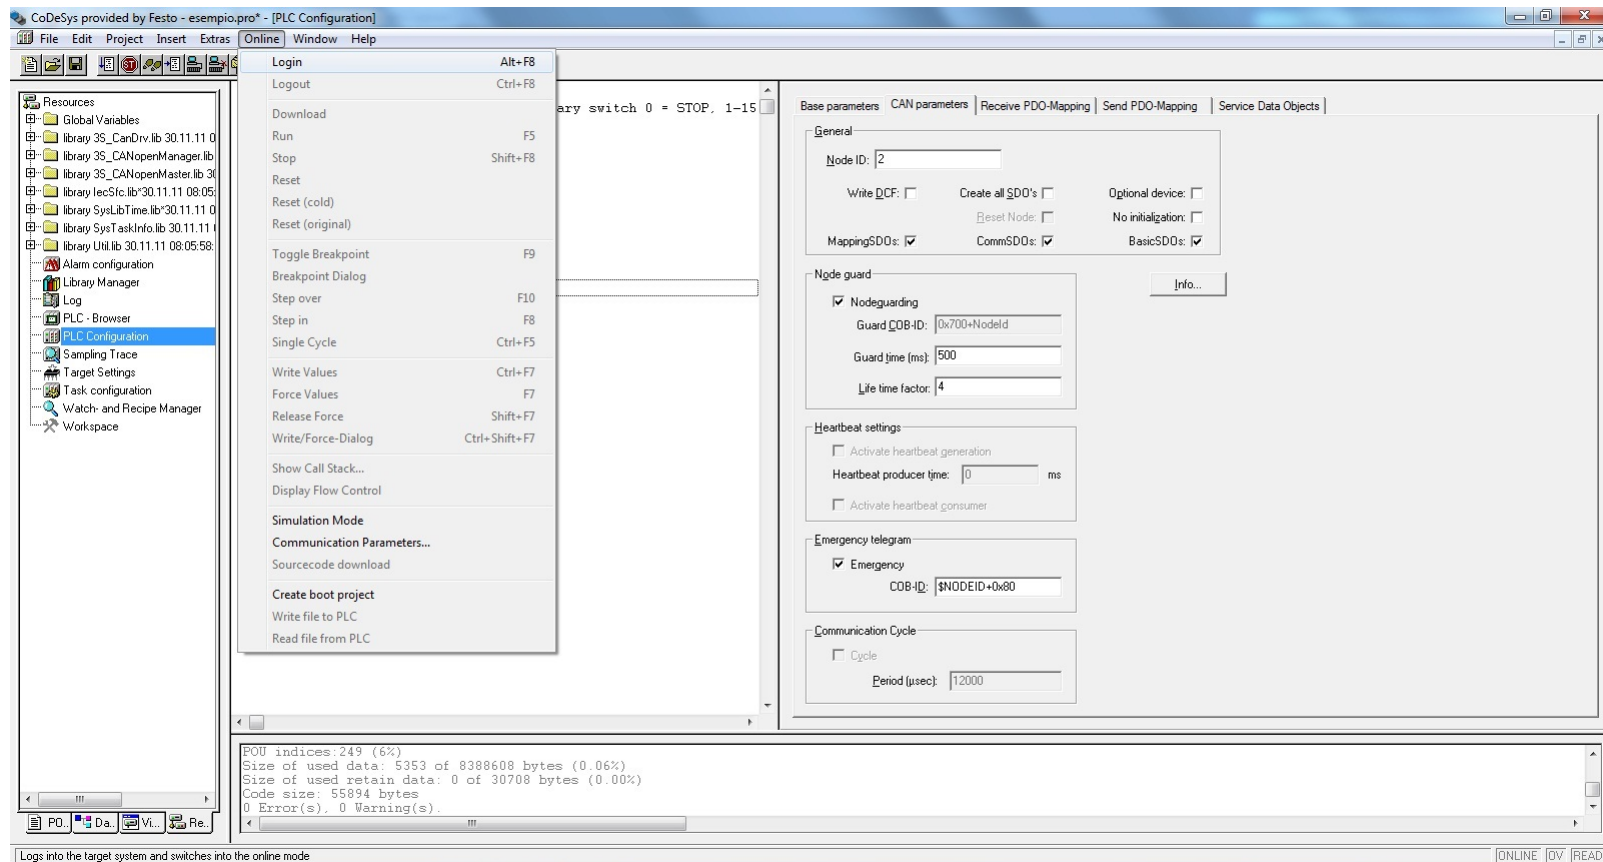 CoDeSys provided by Festo - esempio.pro* - [PLC Configuration]
File Edit Project Insert Extras Online Window Help
Resources
Global Variables
library 3S_CanDrv.lib 30.11.11 0
library 3S_CANopenManager.lib
library 3S_CANopenMaster.lib 30
library IecSfc.lib*30.11.11 08:05:
library SysLibTime.lib*30.11.11 0
library SysTaskInfo.lib 30.11.11
library Util.lib 30.11.11 08:05:58:
Alarm configuration
Library Manager
Log
PLC - Browser
PLC Configuration
Sampling Trace
Target Settings
Task configuration
Watch- and Recipe Manager
Workspace
PO.. Da.. Vi... Re..
Login Alt+F8
Logout Ctrl+F8
Download
Run F5
Stop Shift+F8
Reset
Reset (cold)
Reset (original)
Toggle Breakpoint F9
Breakpoint Dialog
Step over F10
Step in F8
Single Cycle Ctrl+F5
Write Values Ctrl+F7
Force Values F7
Release Force Shift+F7
Write/Force-Dialog Ctrl+Shift+F7
Show Call Stack...
Display Flow Control
Simulation Mode
Communication Parameters...
Sourcecode download
Create boot project
Write file to PLC
Read file from PLC
ary switch 0 = STOP, 1-15
Base parameters CAN parameters Receive PDO-Mapping Send PDO-Mapping Service Data Objects
General
Node ID: 2
Write DCF: Create all SDO's Optional device:
Reset Node: No initialization:
MappingSDOs: CommSDOs: BasicSDOs:
Node guard
Info...
Nodeguarding
Guard COB-ID: 0x700+NodeId
Guard time (ms): 500
Life time factor: 4
Heartbeat settings
Activate heartbeat generation
Heartbeat producer time: 0 ms
Activate heartbeat consumer
Emergency telegram
Emergency
COB-ID: $NODEID+0x80
Communication Cycle
Cycle
Period (µsec): 12000
POU indices:249 (6%)
Size of used data: 5353 of 8388608 bytes (0.06%)
Size of used retain data: 0 of 30708 bytes (0.00%)
Code size: 55894 bytes
0 Error(s), 0 Warning(s).
Logs into the target system and switches into the online mode
ONLINE OV READ